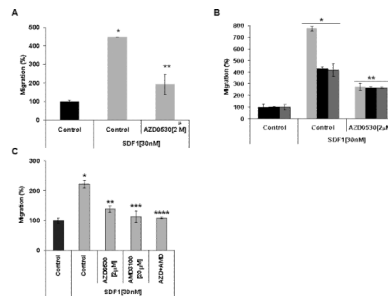 A
Migration (%)
500
400
300
200
100
0
*
**
Control
Control
AZD0530[2 M]
SDF1[30nM]
B
Migration (%)
800
700
600
500
400
300
200
100
0
*
**
Control
Control
AZD0530[2µM]
SDF1[30nM]
C
Migration (%)
300
200
100
0
*
**
***
****
Control
Control
AZD0530
[2µM]
AMD3100
AZD+AMD
SDF1[30nM]